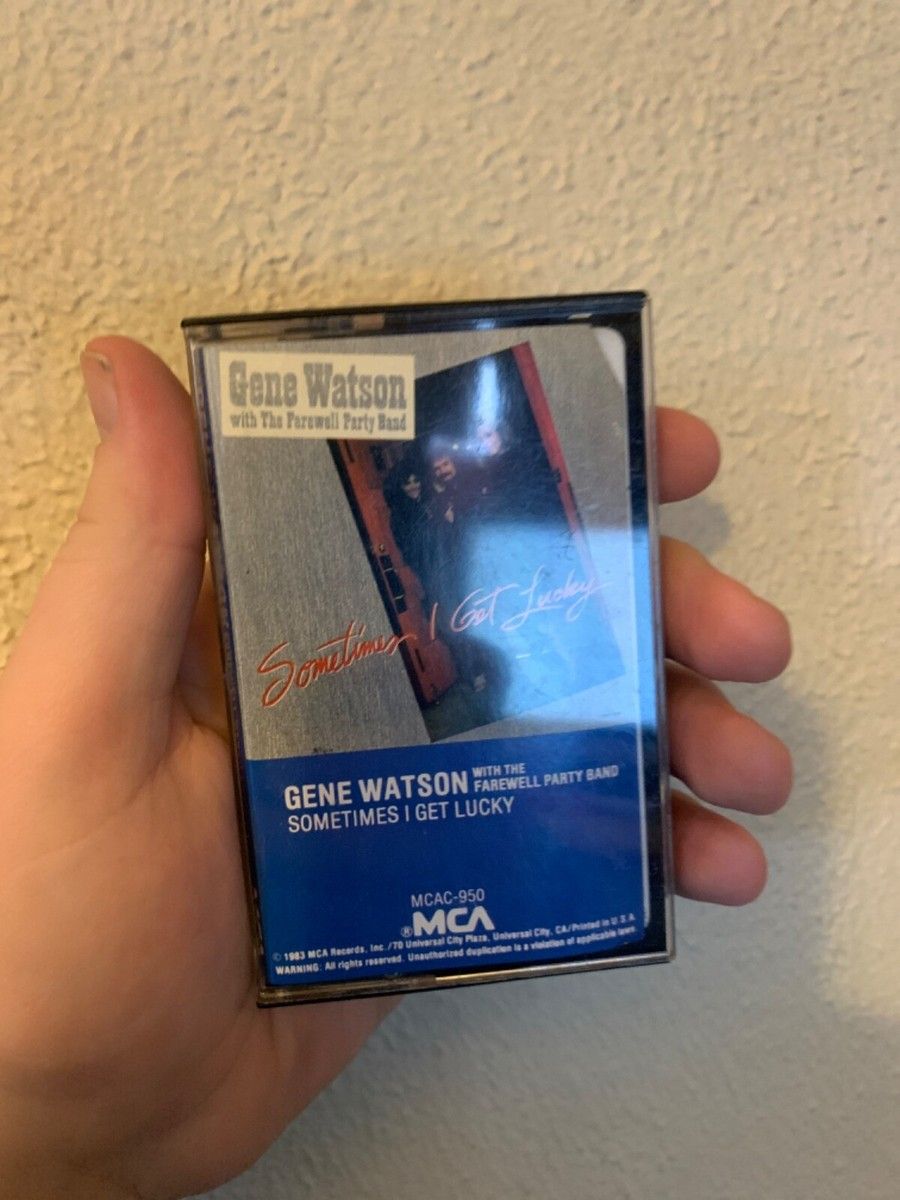 Gene Watson
with The Farewell Party Band
Sometimes I Get Lucky
GENE WATSON WITH THE FAREWELL PARTY BAND
SOMETIMES I GET LUCKY
MCAC-950
®MCA
© 1983 MCA Records, Inc./70 Universal City Plaza, Universal City, CA/Printed in U.S.A.
WARNING: All rights reserved. Unauthorized duplication is a violation of applicable laws.